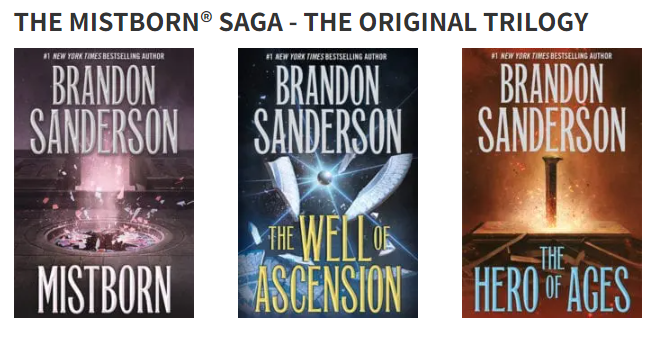 THE MISTBORN® SAGA - THE ORIGINAL TRILOGY
#1 NEW YORK TIMES BESTSELLING AUTHOR
BRANDON
SANDERSON
MISTBORN
#1 NEW YORK TIMES BESTSELLING AUTHOR
BRANDON
SANDERSON
THE WELL OF
ASCENSION
#1 NEW YORK TIMES BESTSELLING AUTHOR
BRANDON
SANDERSON
THE
HERO OF AGES